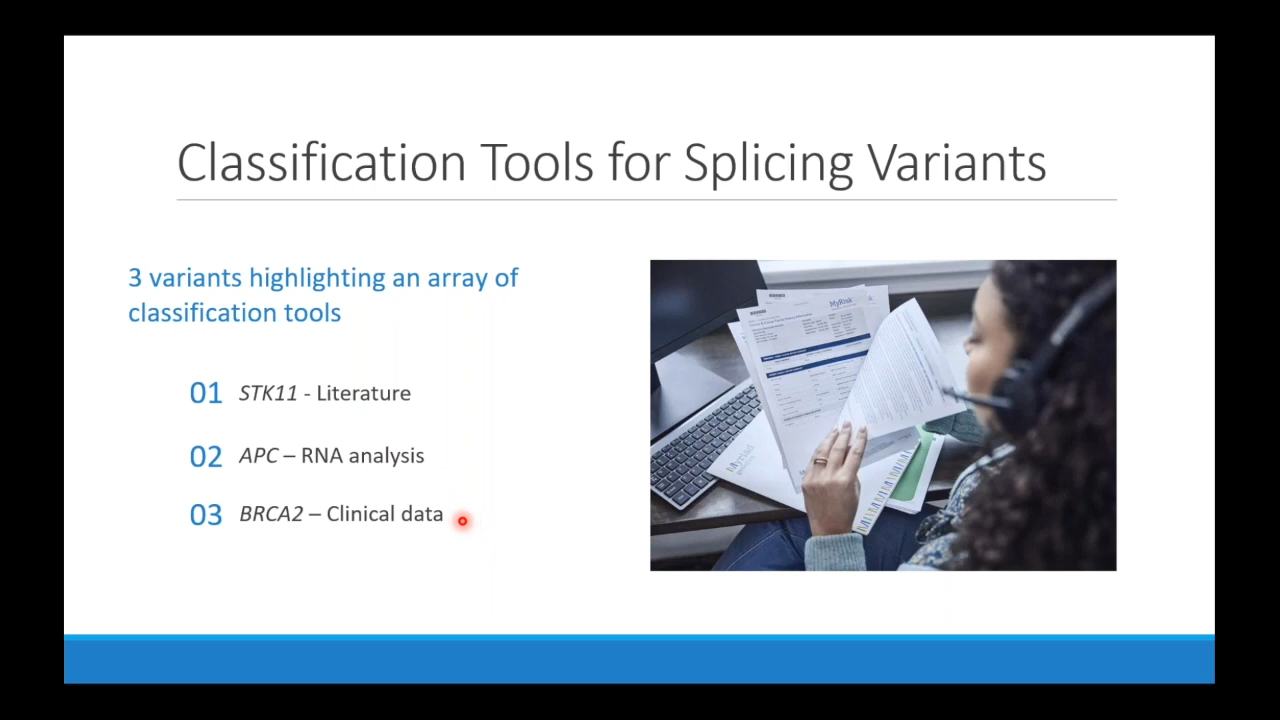 Classification Tools for Splicing Variants
3 variants highlighting an array of
classification tools
01 STK11 - Literature
02 APC – RNA analysis
03 BRCA2 – Clinical data
MyRisk
Myriad